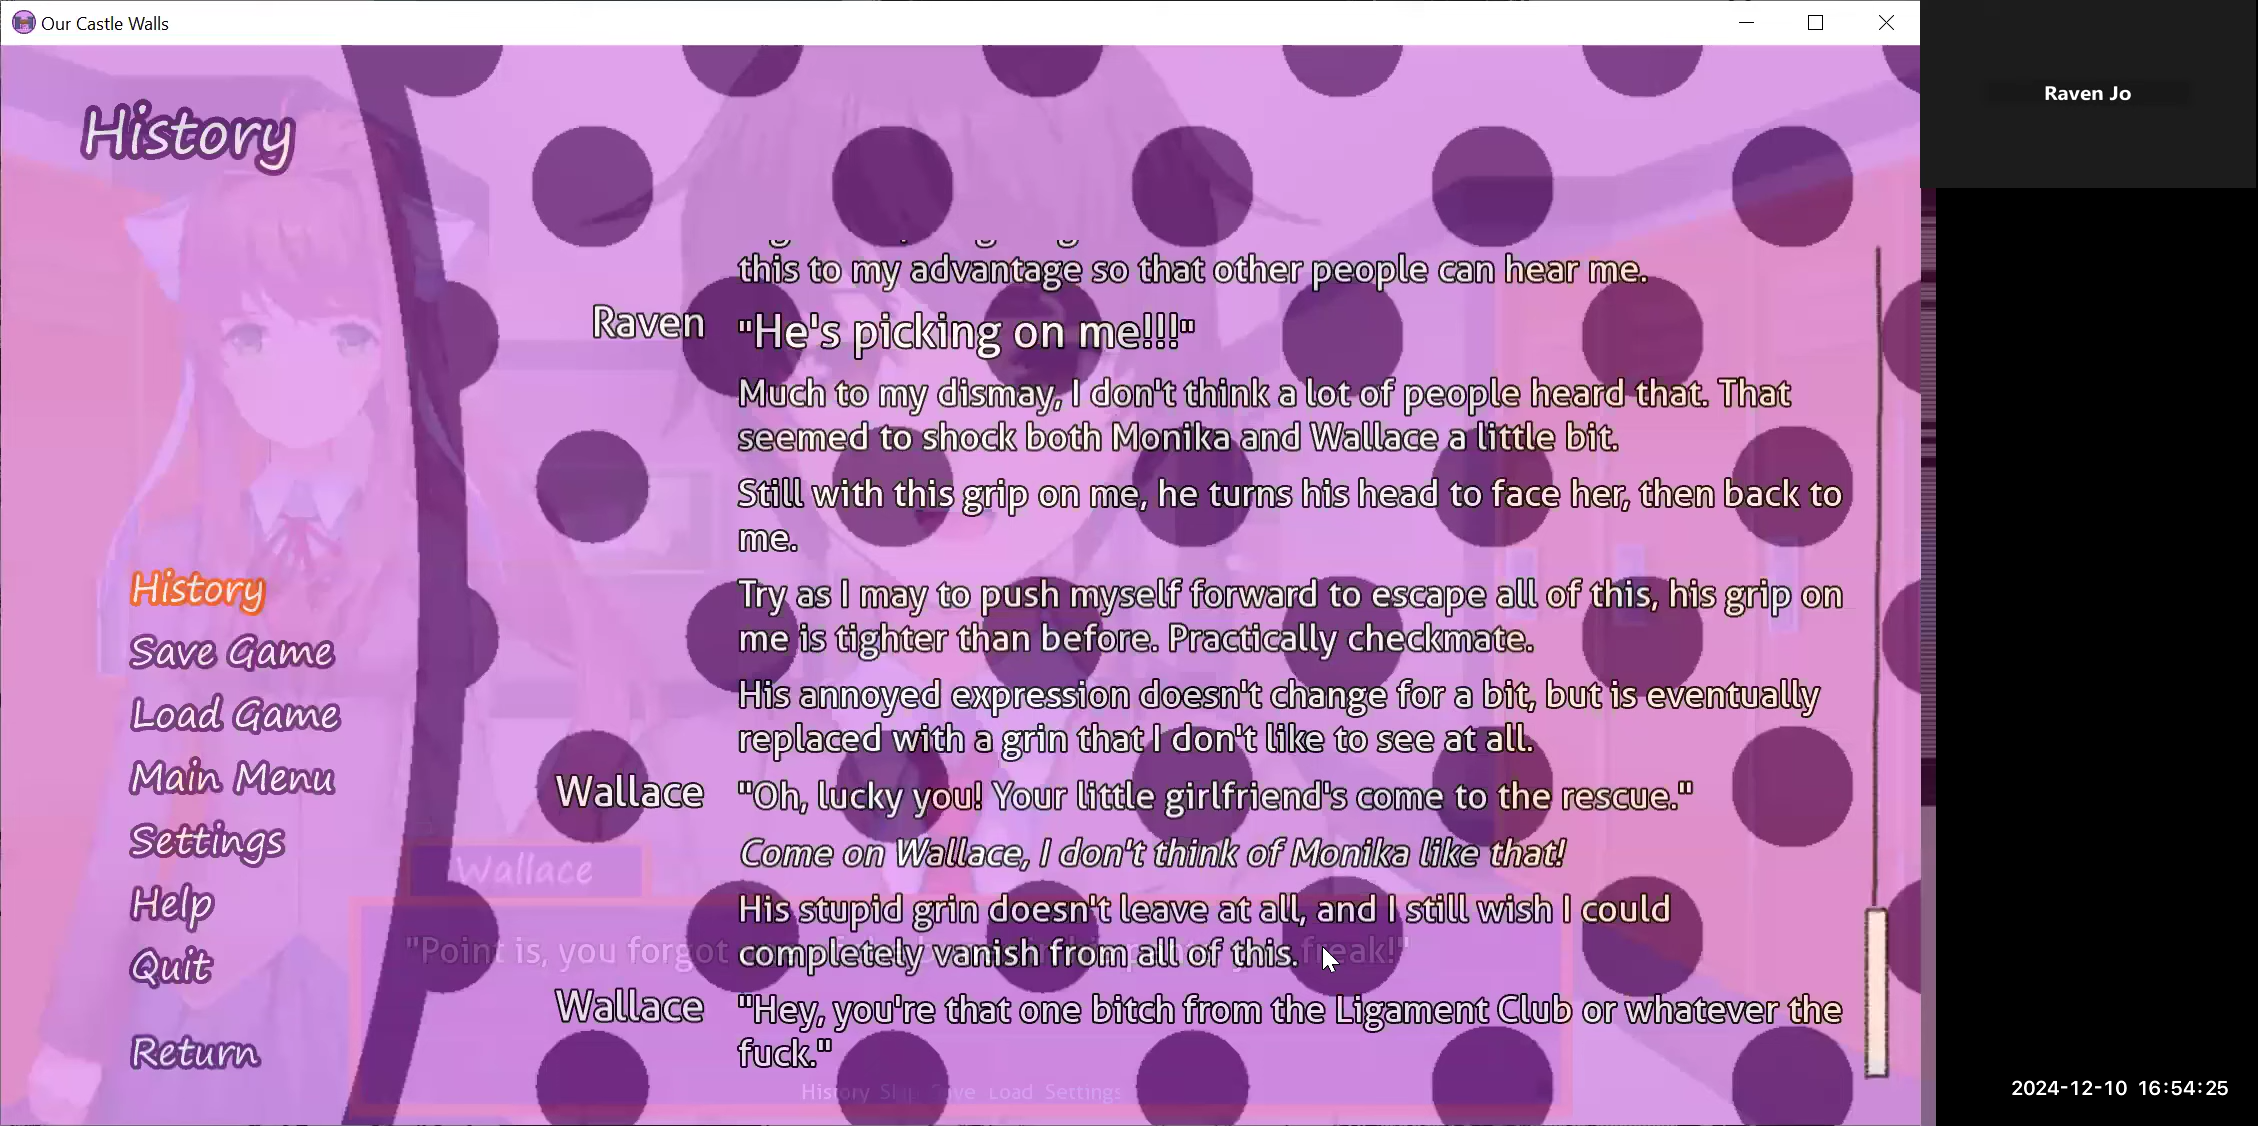 Our Castle Walls
Raven Jo
History
this to my advantage so that other people can hear me.
Raven
"He's picking on me!!!"
Much to my dismay, I don't think a lot of people heard that. That
seemed to shock both Monika and Wallace a little bit.
Still with this grip on me, he turns his head to face her, then back to
me.
Try as I may to push myself forward to escape all of this, his grip on
me is tighter than before. Practically checkmate.
His annoyed expression doesn't change for a bit, but is eventually
replaced with a grin that I don't like to see at all.
Wallace
"Oh, lucky you! Your little girlfriend's come to the rescue."
Come on Wallace, I don't think of Monika like that!
His stupid grin doesn't leave at all, and I still wish I could
completely vanish from all of this.
Wallace
"Hey, you're that one bitch from the Ligament Club or whatever the
fuck."
History
Save Game
Load Game
Main Menu
Settings
Help
Quit
Return
Wallace
"Point is, you forgot freak!"
History Skip Save Load Settings
2024-12-10 16:54:25